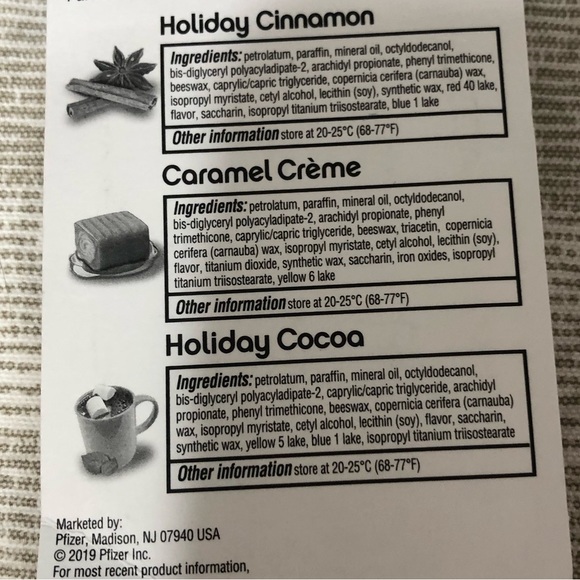 Holiday Cinnamon
Ingredients: petrolatum, paraffin, mineral oil, octyldodecanol,
bis-diglyceryl polyacyladipate-2, arachidyl propionate, phenyl trimethicone,
beeswax, caprylic/capric triglyceride, copernicia cerifera (carnauba) wax,
isopropyl myristate, cetyl alcohol, lecithin (soy), synthetic wax, red 40 lake,
flavor, saccharin, isopropyl titanium triisostearate, blue 1 lake
Other information store at 20-25°C (68-77°F)
Caramel Crème
Ingredients: petrolatum, paraffin, mineral oil, octyldodecanol,
bis-diglyceryl polyacyladipate-2, arachidyl propionate, phenyl
trimethicone, caprylic/capric triglyceride, beeswax, triacetin, copernicia
cerifera (carnauba) wax, isopropyl myristate, cetyl alcohol, lecithin (soy),
flavor, titanium dioxide, synthetic wax, saccharin, iron oxides, isopropyl
titanium triisostearate, yellow 6 lake
Other information store at 20-25°C (68-77°F)
Holiday Cocoa
Ingredients: petrolatum, paraffin, mineral oil, octyldodecanol,
bis-diglyceryl polyacyladipate-2, caprylic/capric triglyceride, arachidyl
propionate, phenyl trimethicone, beeswax, copernicia cerifera (carnauba)
wax, isopropyl myristate, cetyl alcohol, lecithin (soy), flavor, saccharin,
synthetic wax, yellow 5 lake, blue 1 lake, isopropyl titanium triisostearate
Other information store at 20-25°C (68-77°F)
Marketed by:
Pfizer, Madison, NJ 07940 USA
© 2019 Pfizer Inc.
For most recent product information,